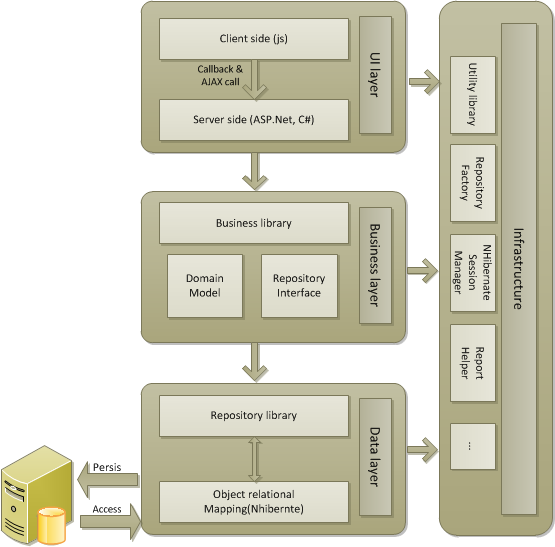 Client side (js)
Callback &
AJAX call
Server side (ASP.Net, C#)
UI layer
Business library
Domain
Model
Repository
Interface
Business layer
Repository library
Object relational
Mapping(Nhibernte)
Data layer
Persis
Access
Utility library
Repository
Factory
NHibernate
Session
Manager
Report
Helper
...
Infrastructure